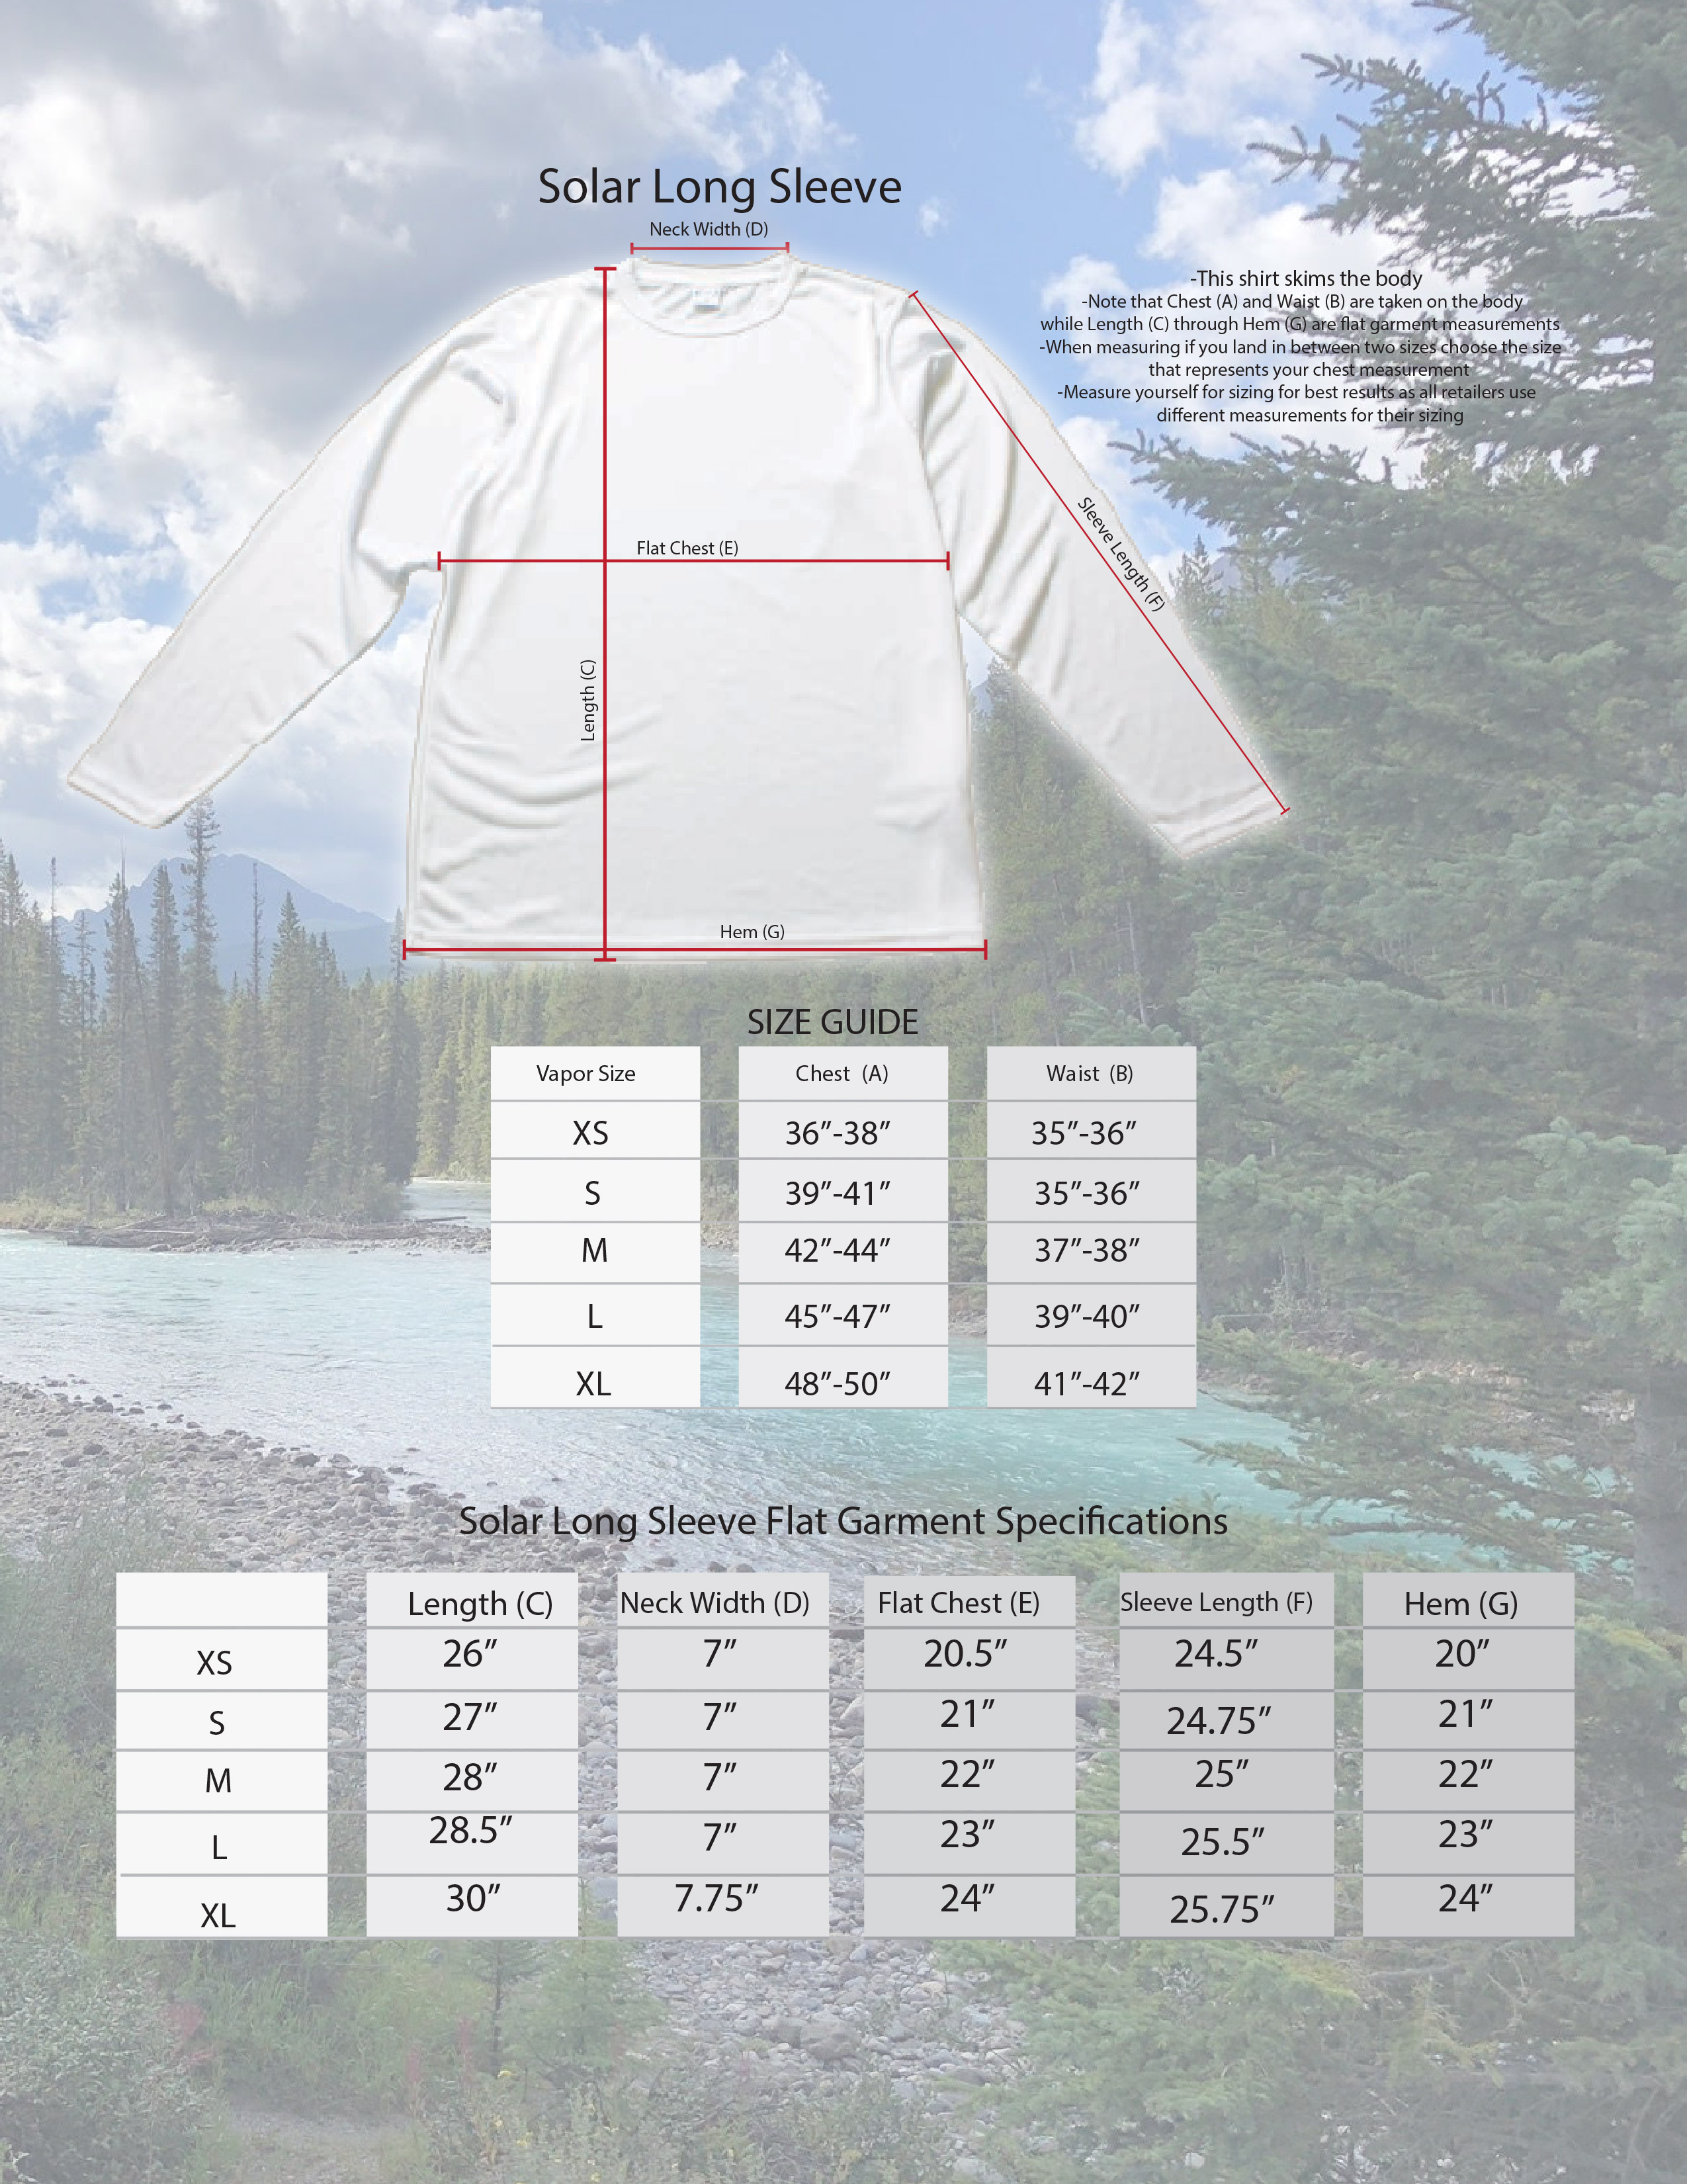 Solar Long Sleeve
Neck Width (D)
-This shirt skims the body
-Note that Chest (A) and Waist (B) are taken on the body
while Length (C) through Hem (G) are flat garment measurements
-When measuring if you land in between two sizes choose the size
that represents your chest measurement
-Measure yourself for sizing for best results as all retailers use
different measurements for their sizing
Flat Chest (E)
Sleeve Length (F)
Length (C)
Hem (G)
SIZE GUIDE
Vapor Size Chest (A) Waist (B)
XS 36”-38” 35”-36”
S 39”-41” 35”-36”
M 42”-44” 37”-38”
L 45”-47” 39”-40”
XL 48”-50” 41”-42”
Solar Long Sleeve Flat Garment Specifications
Length (C) Neck Width (D) Flat Chest (E) Sleeve Length (F) Hem (G)
XS 26” 7” 20.5” 24.5” 20”
S 27” 7” 21” 24.75” 21”
M 28” 7” 22” 25” 22”
L 28.5” 7” 23” 25.5” 23”
XL 30” 7.75” 24” 25.75” 24”